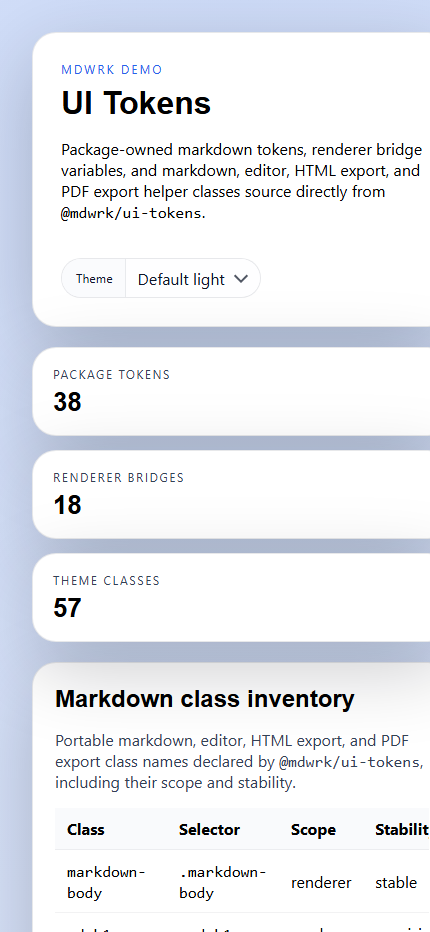 MDWRK DEMO
UI Tokens
Package-owned markdown tokens, renderer bridge
variables, and markdown, editor, HTML export, and
PDF export helper classes source directly from
@mdwrk/ui-tokens.
Theme Default light
PACKAGE TOKENS
38
RENDERER BRIDGES
18
THEME CLASSES
57
Markdown class inventory
Portable markdown, editor, HTML export, and PDF
export class names declared by @mdwrk/ui-tokens,
including their scope and stability.
Class Selector Scope Stabilit
markdown- .markdown-
body body renderer stable